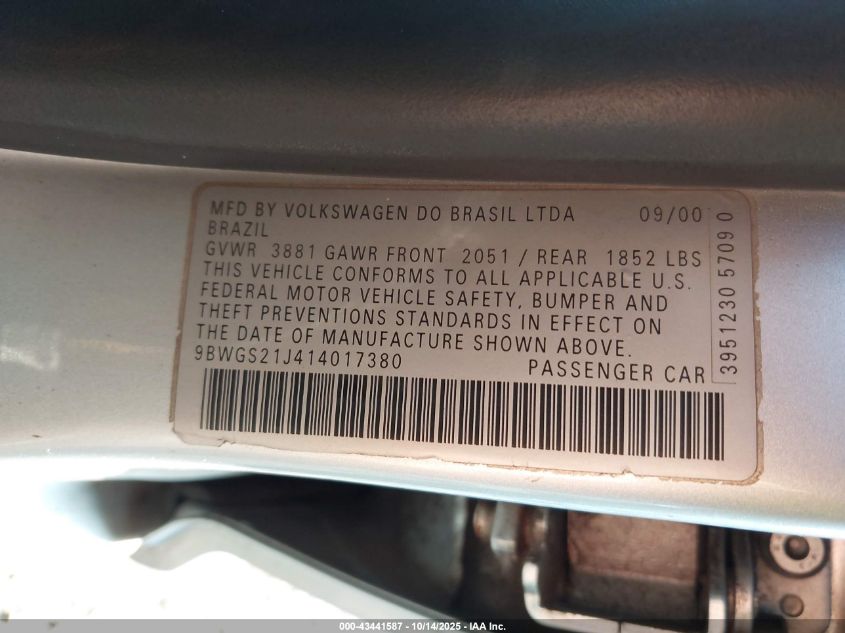 MFD BY VOLKSWAGEN DO BRASIL LTDA 09/00
BRAZIL
GVWR 3881 GAWR FRONT 2051 / REAR 1852 LBS
THIS VEHICLE CONFORMS TO ALL APPLICABLE U.S.
FEDERAL MOTOR VEHICLE SAFETY, BUMPER AND
THEFT PREVENTIONS STANDARDS IN EFFECT ON
THE DATE OF MANUFACTURE SHOWN ABOVE.
9BWGS21J414017380 PASSENGER CAR
3951230 57090
000-43441587 - 10/14/2025 - IAA Inc.